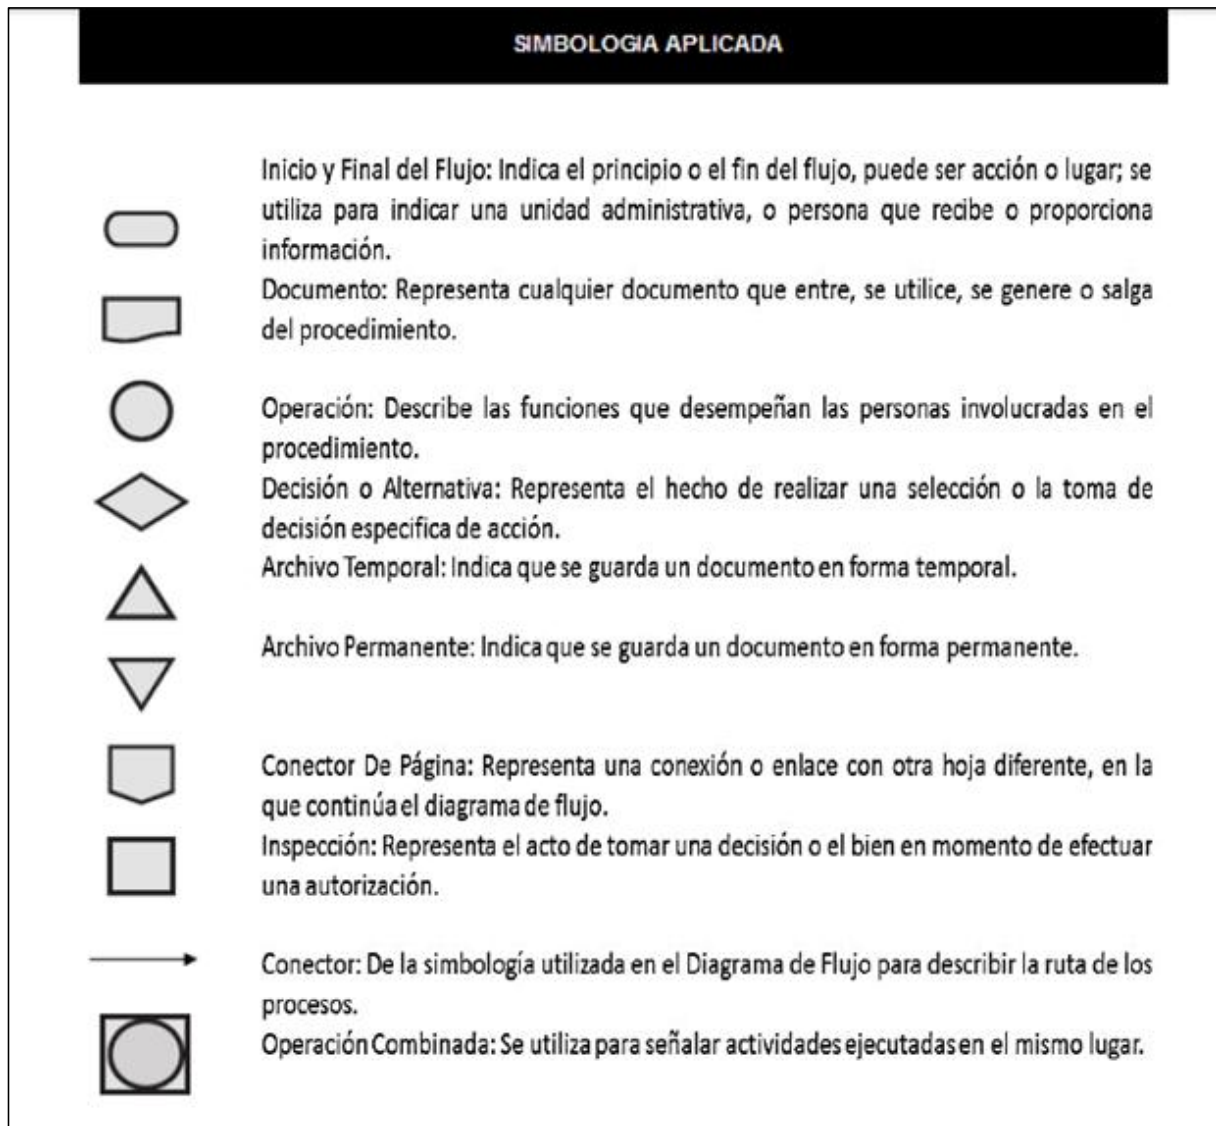 SIMBOLOGIA APLICADA
Inicio y Final del Flujo: Indica el principio o el fin del flujo, puede ser acción o lugar; se
utiliza para indicar una unidad administrativa, o persona que recibe o proporciona
información.
Documento: Representa cualquier documento que entre, se utilice, se genere o salga
del procedimiento.
Operación: Describe las funciones que desempeñan las personas involucradas en el
procedimiento.
Decisión o Alternativa: Representa el hecho de realizar una selección o la toma de
decisión especifica de acción.
Archivo Temporal: Indica que se guarda un documento en forma temporal.
Archivo Permanente: Indica que se guarda un documento en forma permanente.
Conector De Página: Representa una conexión o enlace con otra hoja diferente, en la
que continúa el diagrama de flujo.
Inspección: Representa el acto de tomar una decisión o el bien en momento de efectuar
una autorización.
Conector: De la simbología utilizada en el Diagrama de Flujo para describir la ruta de los
procesos.
Operación Combinada: Se utiliza para señalar actividades ejecutadas en el mismo lugar.